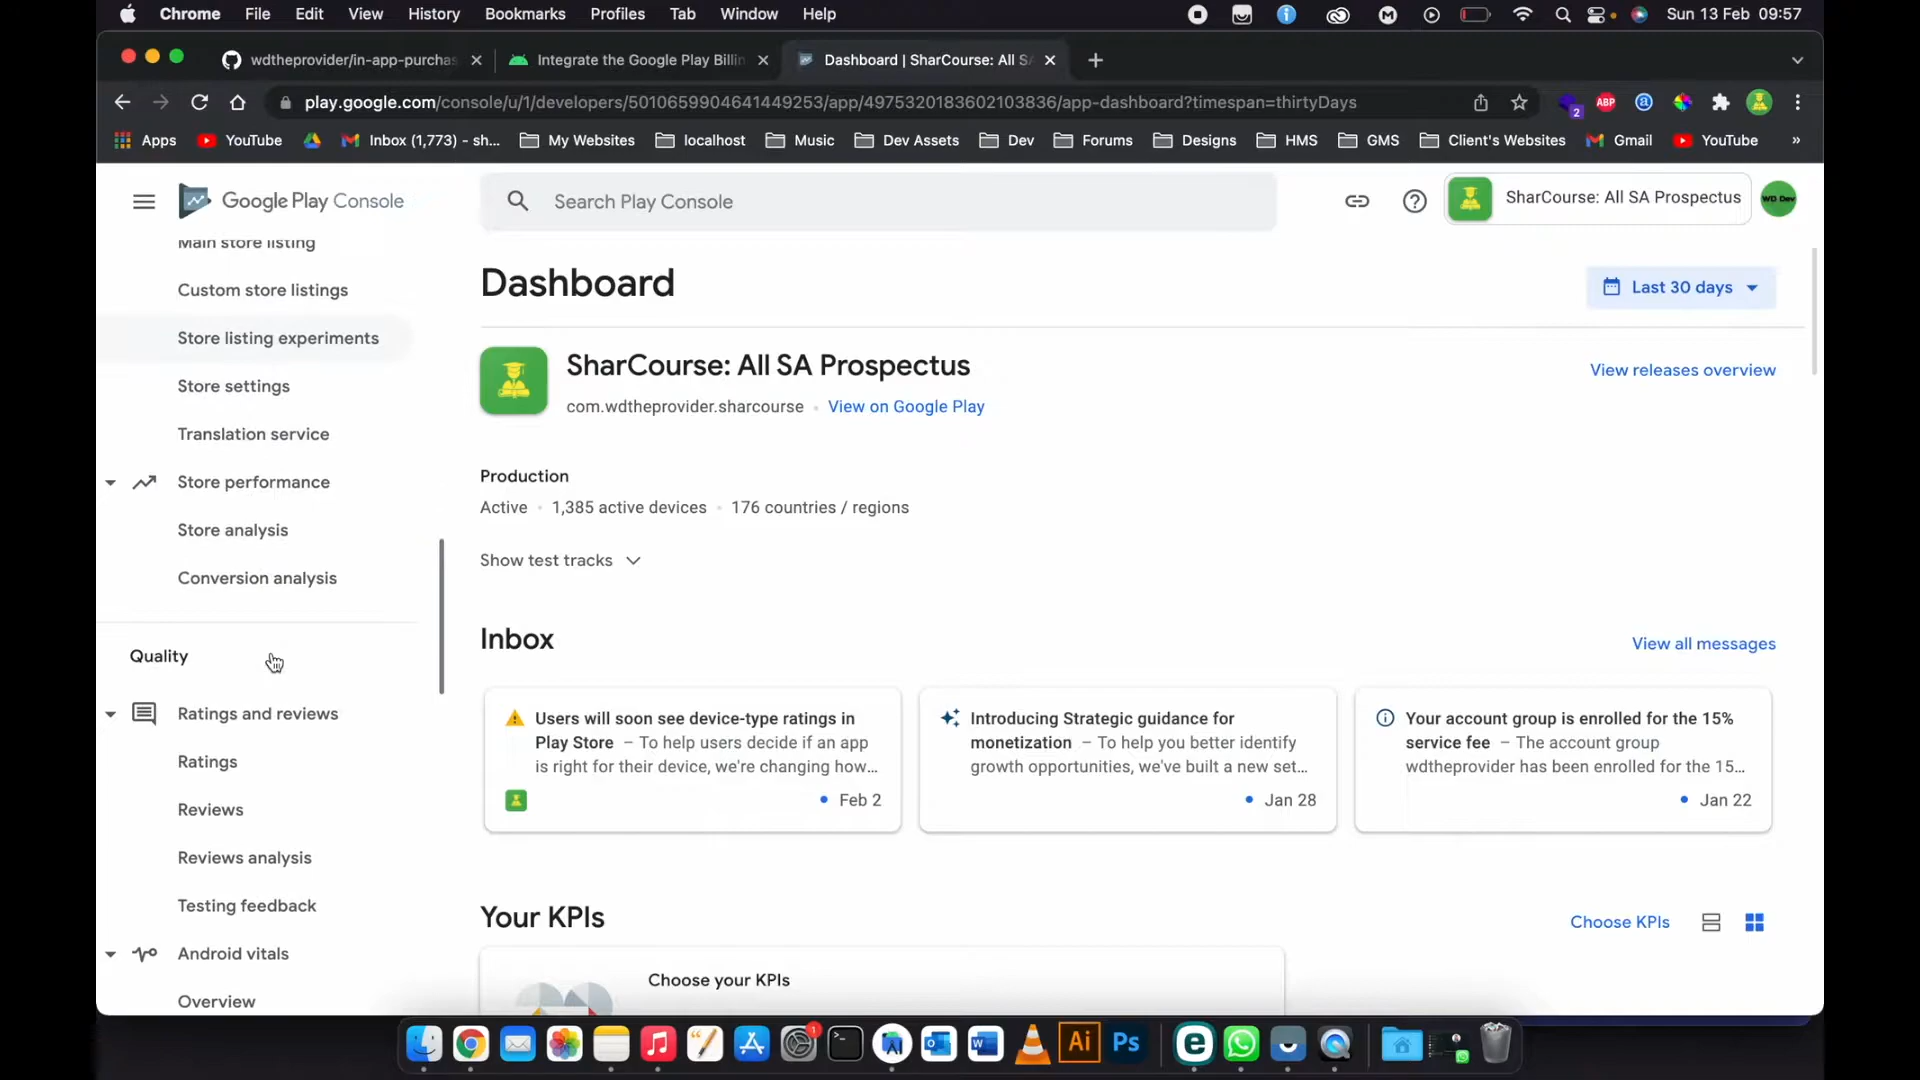 Chrome File Edit View History Bookmarks Profiles Tab Window Help Sun 13 Feb 09:57
wdtheprovider/in-app-purchas Integrate the Google Play Billin Dashboard | SharCourse: All S
play.google.com/console/u/1/developers/5010659904641449253/app/4975320183602103836/app-dashboard?timespan=thirtyDays ABP 2
Apps YouTube Inbox (1,773) - sh... My Websites localhost Music Dev Assets Dev Forums Designs HMS GMS Client's Websites Gmail YouTube »
Google Play Console Search Play Console SharCourse: All SA Prospectus WD Dev
Main store listing
Custom store listings
Store listing experiments
Store settings
Translation service
Store performance
Store analysis
Conversion analysis
Quality
Ratings and reviews
Ratings
Reviews
Reviews analysis
Testing feedback
Android vitals
Overview
Dashboard
Last 30 days
SharCourse: All SA Prospectus
View releases overview
com.wdtheprovider.sharcourse • View on Google Play
Production
Active • 1,385 active devices • 176 countries / regions
Show test tracks
Inbox
View all messages
Users will soon see device-type ratings in
Play Store – To help users decide if an app
is right for their device, we're changing how...
Feb 2
Introducing Strategic guidance for
monetization – To help you better identify
growth opportunities, we've built a new set...
Jan 28
Your account group is enrolled for the 15%
service fee – The account group
wdtheprovider has been enrolled for the 15...
Jan 22
Your KPIs
Choose KPIs
Choose your KPIs
1 Ai Ps